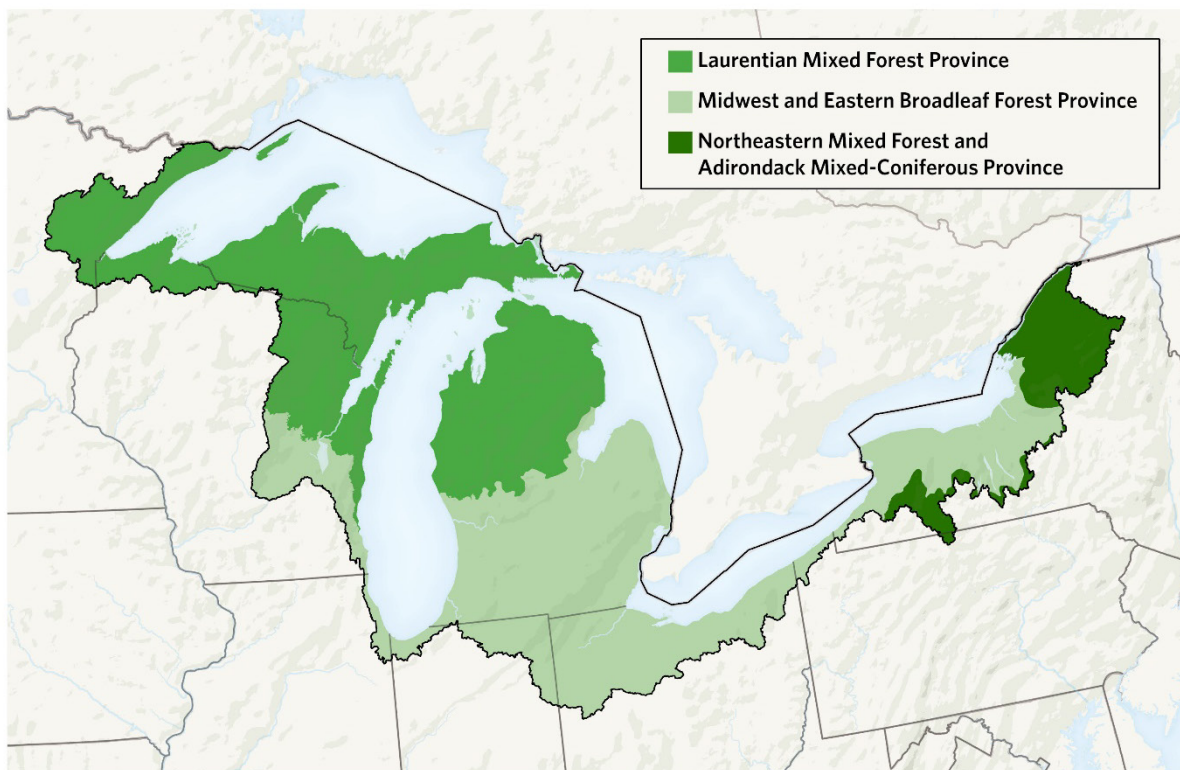 Laurentian Mixed Forest Province
Midwest and Eastern Broadleaf Forest Province
Northeastern Mixed Forest and
Adirondack Mixed-Coniferous Province